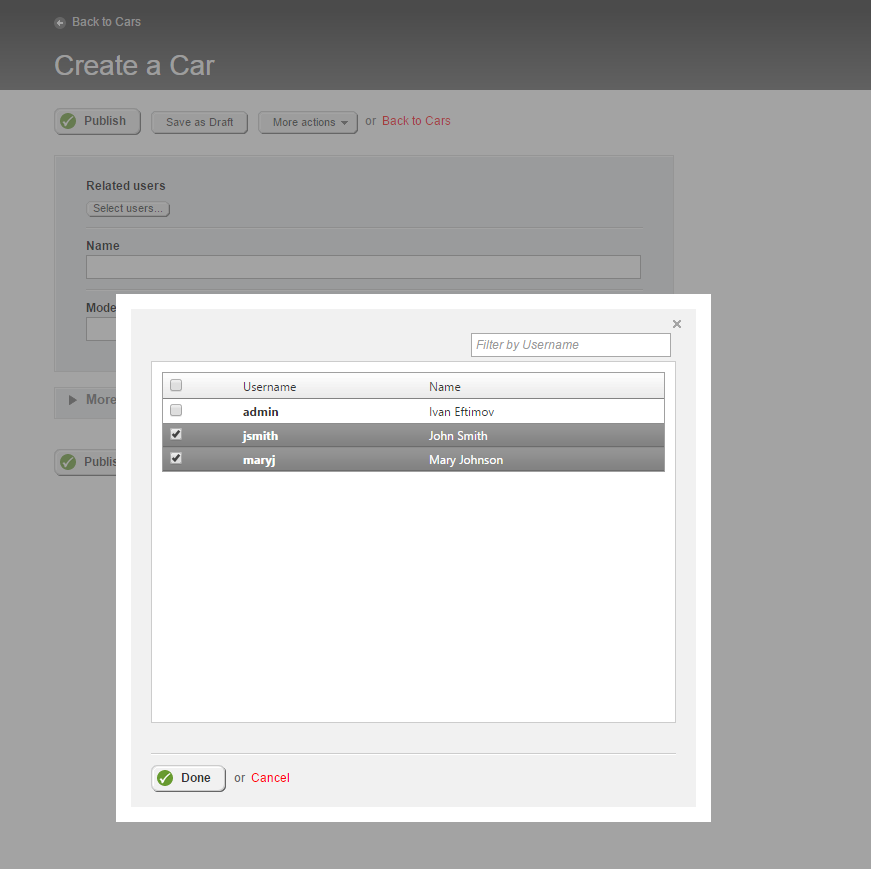 Back to Cars
Create a Car
Publish Save as Draft More actions or Back to Cars
Related users
Select users...
Name
Mode
Filter by Username
Username Name
admin Ivan Eftimov
jsmith John Smith
maryj Mary Johnson
More
Publis
Done or Cancel